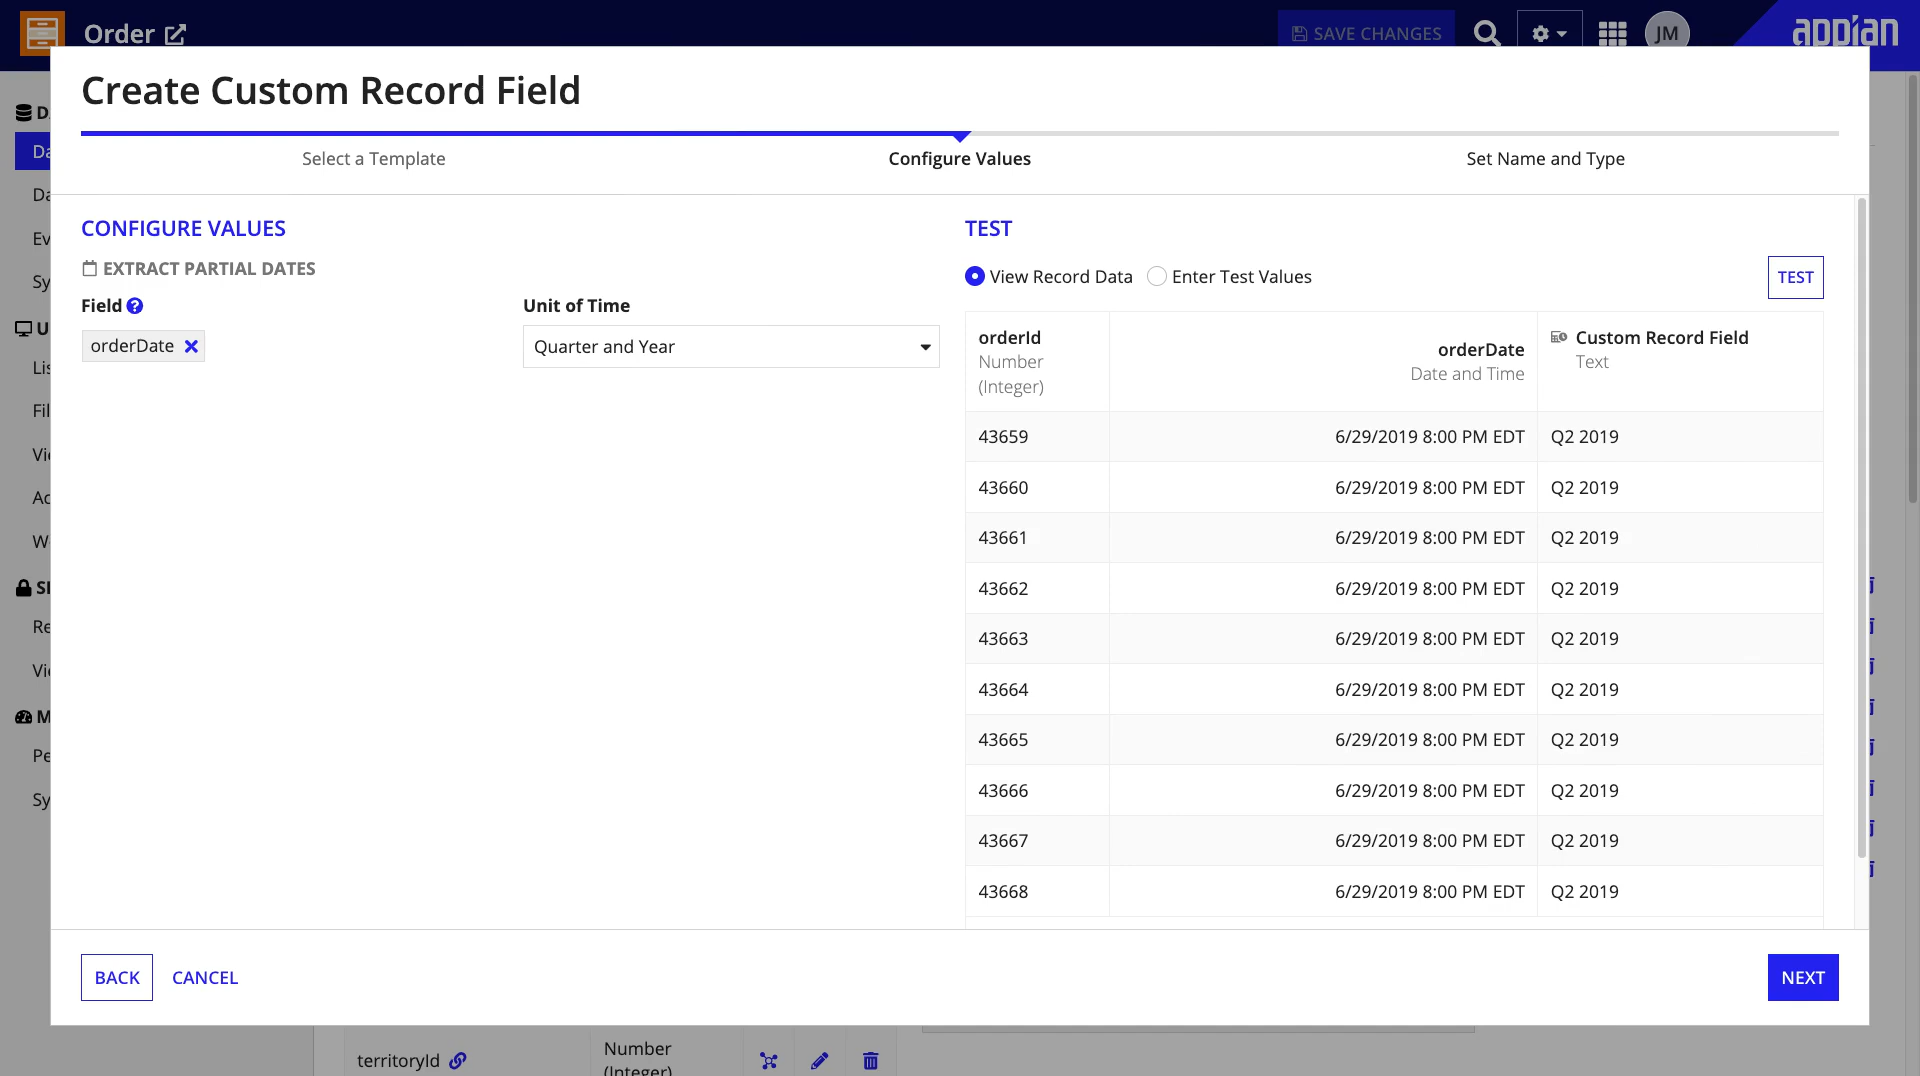 Order
SAVE CHANGES
JM
appian
Create Custom Record Field
Select a Template
Configure Values
Set Name and Type
CONFIGURE VALUES
EXTRACT PARTIAL DATES
Field
orderDate
Unit of Time
Quarter and Year
TEST
View Record Data
Enter Test Values
TEST
orderId
Number
(Integer)
orderDate
Date and Time
Custom Record Field
Text
43659 6/29/2019 8:00 PM EDT Q2 2019
43660 6/29/2019 8:00 PM EDT Q2 2019
43661 6/29/2019 8:00 PM EDT Q2 2019
43662 6/29/2019 8:00 PM EDT Q2 2019
43663 6/29/2019 8:00 PM EDT Q2 2019
43664 6/29/2019 8:00 PM EDT Q2 2019
43665 6/29/2019 8:00 PM EDT Q2 2019
43666 6/29/2019 8:00 PM EDT Q2 2019
43667 6/29/2019 8:00 PM EDT Q2 2019
43668 6/29/2019 8:00 PM EDT Q2 2019
BACK
CANCEL
NEXT
territoryId
Number
(Integer)